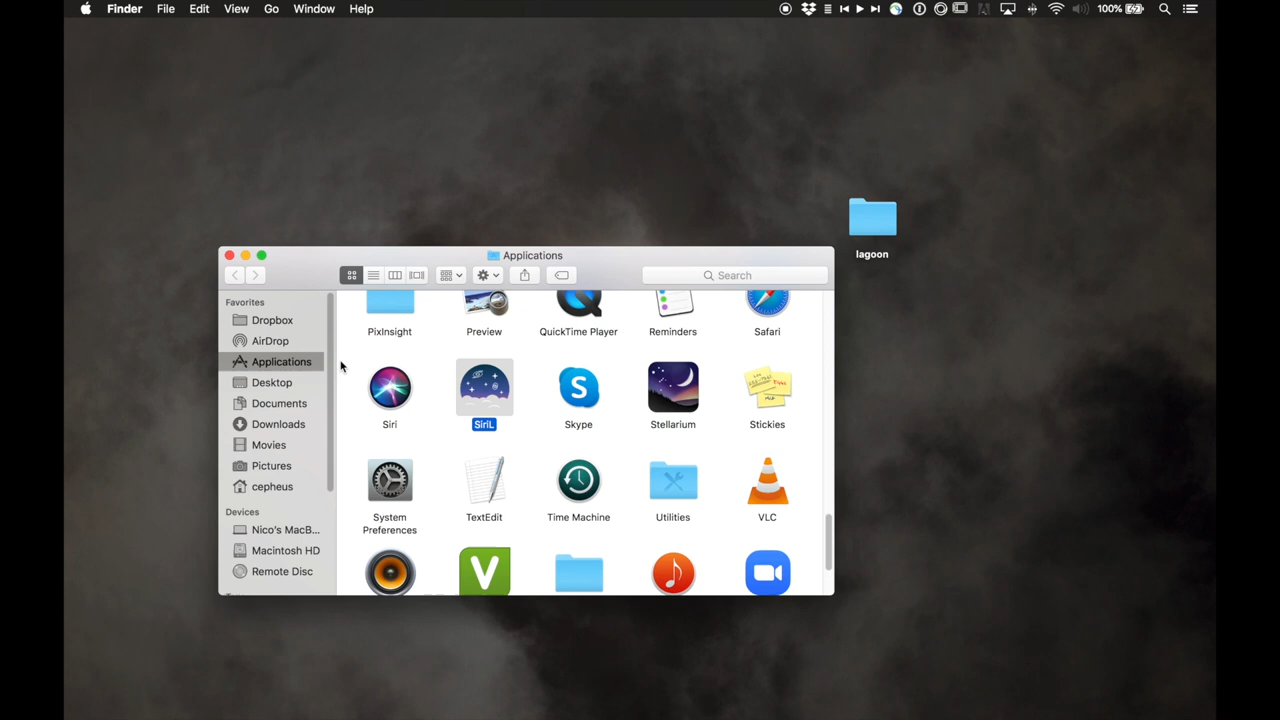 Finder File Edit View Go Window Help 100%
lagoon
Applications
Search
Favorites
Dropbox
AirDrop
Applications
Desktop
Documents
Downloads
Movies
Pictures
cepheus
Devices
Nico's MacB...
Macintosh HD
Remote Disc
PixInsight Preview QuickTime Player Reminders Safari
Siri SiriL Skype Stellarium Stickies
System Preferences TextEdit Time Machine Utilities VLC